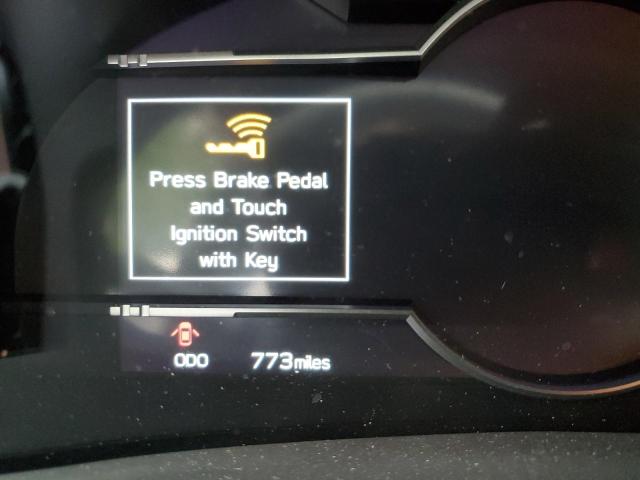 Press Brake Pedal
and Touch
Ignition Switch
with Key
ODO 773miles